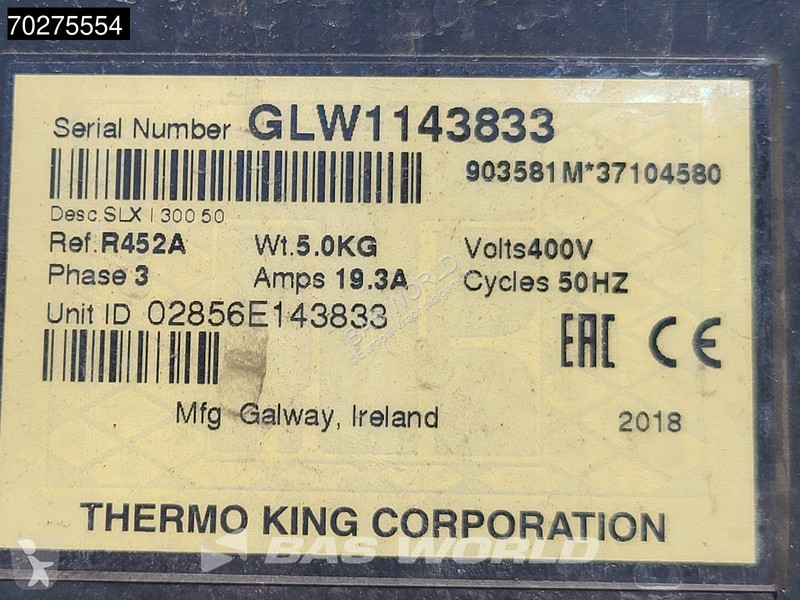 70275554
Serial Number GLW1143833
903581M*37104580
Desc.SLX I 300 50
Ref.R452A Wt.5.0KG Volts400V
Phase 3 Amps 19.3A Cycles 50HZ
Unit ID 02856E143833
EAC CE
Mfg Galway, Ireland 2018
THERMO KING CORPORATION
BAS WORLD